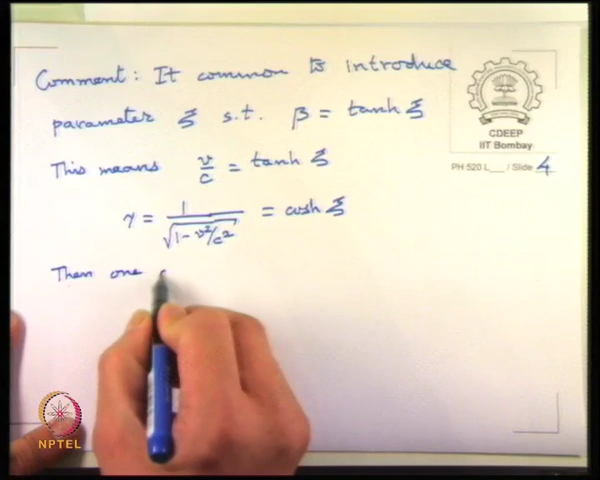 Comment: It common to introduce
parameter ξ s.t. β = tanh ξ
This means v/c = tanh ξ
γ = 1/√(1 - v²/c²) = cosh ξ
Then one
CDEEP
IIT Bombay
PH 520 L___ / Slide 4
NPTEL